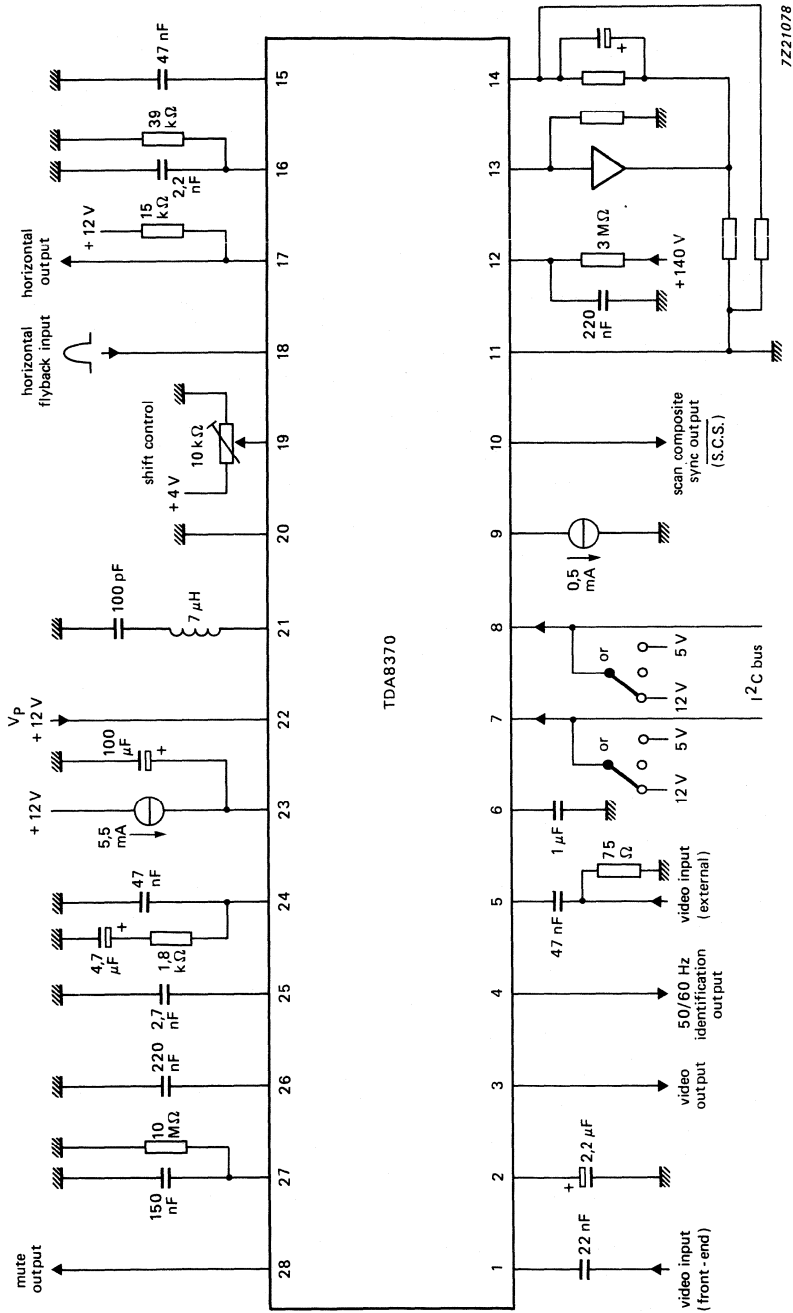 mute
output
150
nF
10
MΩ
220
nF
2,7
nF
4,7
µF
+
1,8
kΩ
47
nF
+ 12 V
5,5
mA
100
µF
+
VP
+ 12V
100 pF
7 µH
+ 4 V
10 kΩ
shift control
horizontal
flyback input
horizontal
output
+ 12 V
15
kΩ
2,2
nF
39
kΩ
47 nF
28
27
26
25
24
23
22
21
20
19
18
17
16
15
TDA8370
1
2
3
4
5
6
7
8
9
10
11
12
13
14
22 nF
video input
(front-end)
+
2,2 µF
video
output
50/60 Hz
identification
output
47 nF
75
Ω
video input
(external)
1 µF
or
12 V
5 V
or
12 V
5 V
I²C bus
0,5
mA
scan composite
sync output
(S.C.S.)
220
nF
3 MΩ
+140 V
+
7Z21078